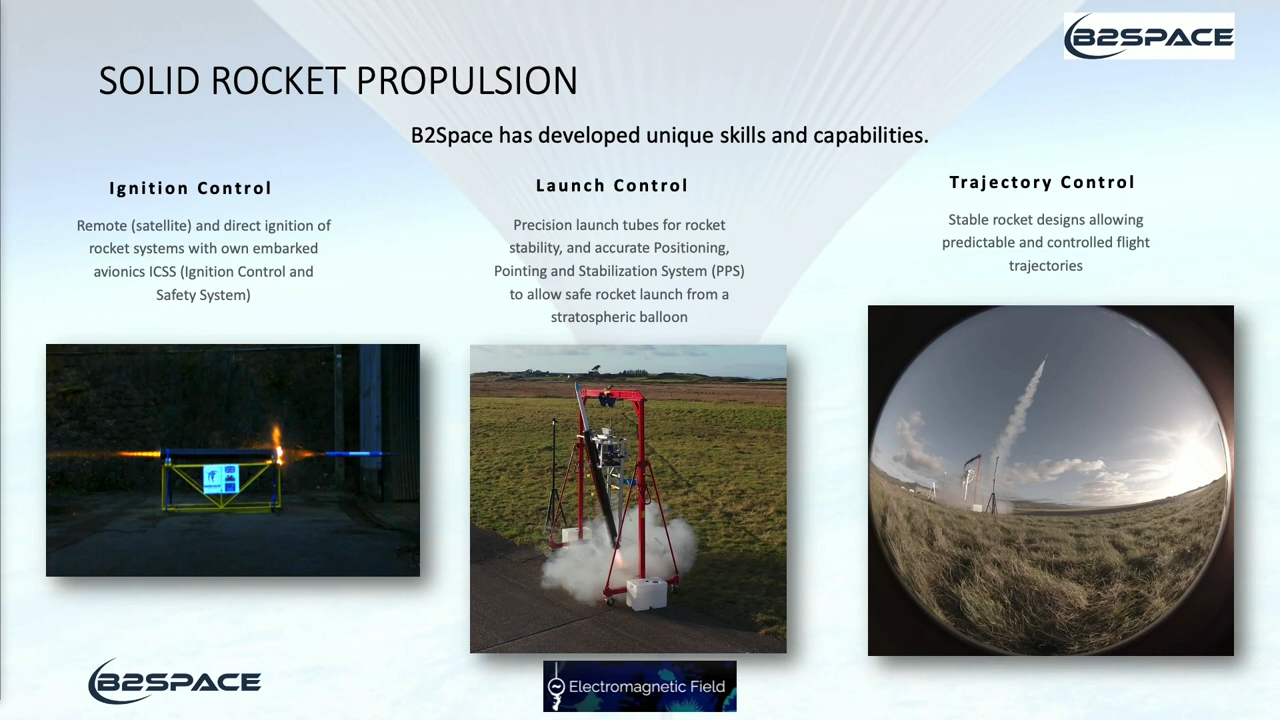 B2SPACE
SOLID ROCKET PROPULSION
B2Space has developed unique skills and capabilities.
Ignition Control
Remote (satellite) and direct ignition of
rocket systems with own embarked
avionics ICSS (Ignition Control and
Safety System)
Launch Control
Precision launch tubes for rocket
stability, and accurate Positioning,
Pointing and Stabilization System (PPS)
to allow safe rocket launch from a
stratospheric balloon
Trajectory Control
Stable rocket designs allowing
predictable and controlled flight
trajectories
B2SPACE
Electromagnetic Field